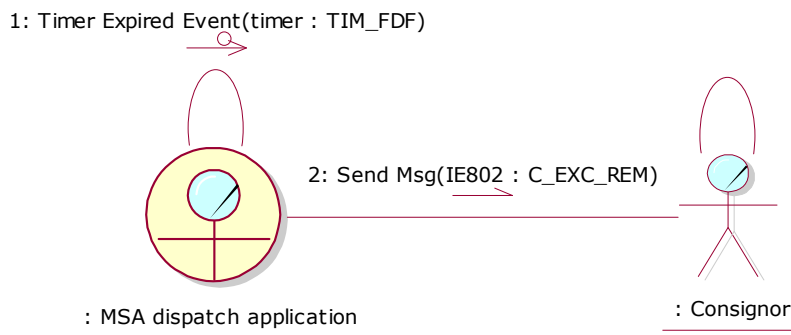 1: Timer Expired Event(timer : TIM_FDF)
2: Send Msg(IE802 : C_EXC_REM)
: MSA dispatch application
: Consignor